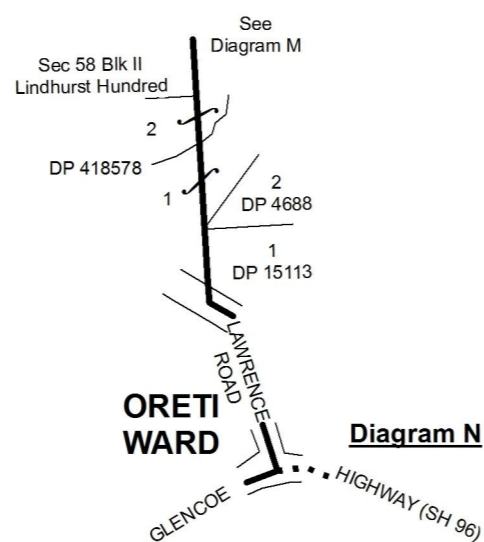 See
Diagram M
Sec 58 Blk II
Lindhurst Hundred
2
DP 418578
1
2
DP 4688
1
DP 15113
LAWRENCE
ROAD
ORETI
WARD
Diagram N
GLENCOE
HIGHWAY (SH 96)